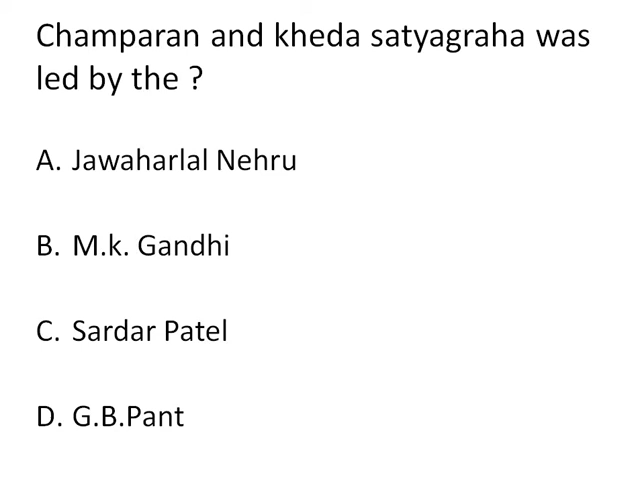 Champaran and kheda satyagraha was
led by the ?
A. Jawaharlal Nehru
B. M.k. Gandhi
C. Sardar Patel
D. G.B.Pant